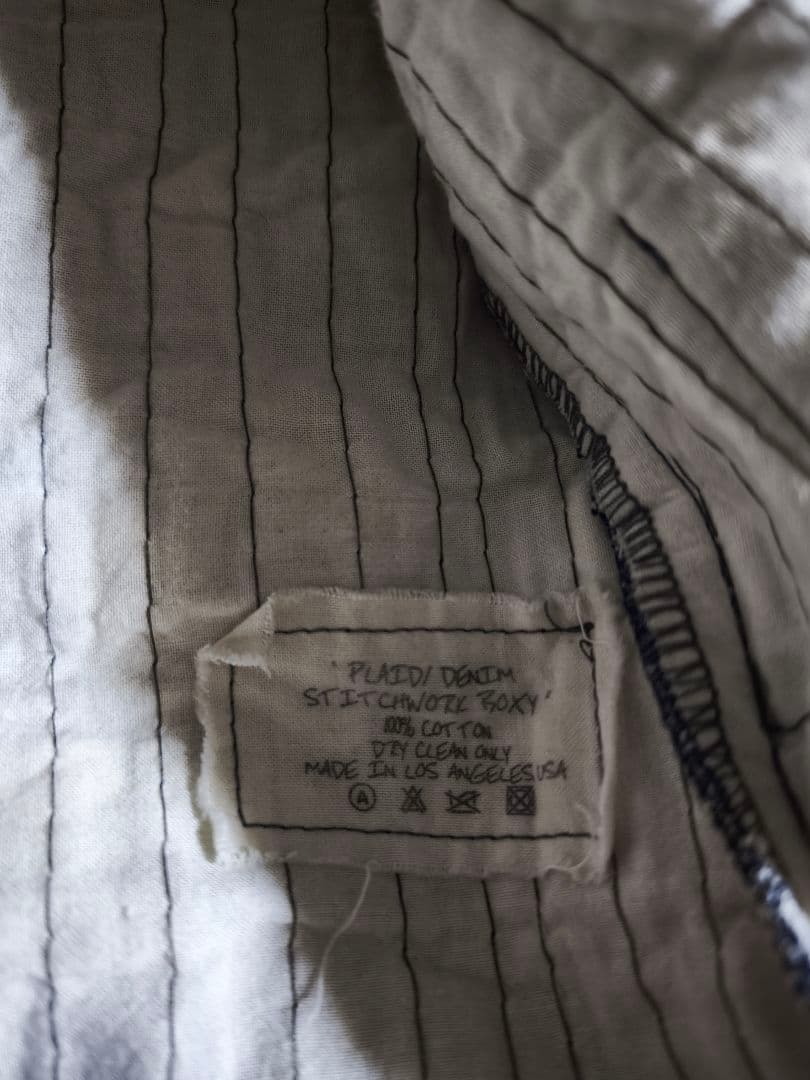 'PLAID/DENIM
STITCHWORK BOXY"
100% COTTON
DRY CLEAN ONLY
MADE IN LOS ANGELES USA
A